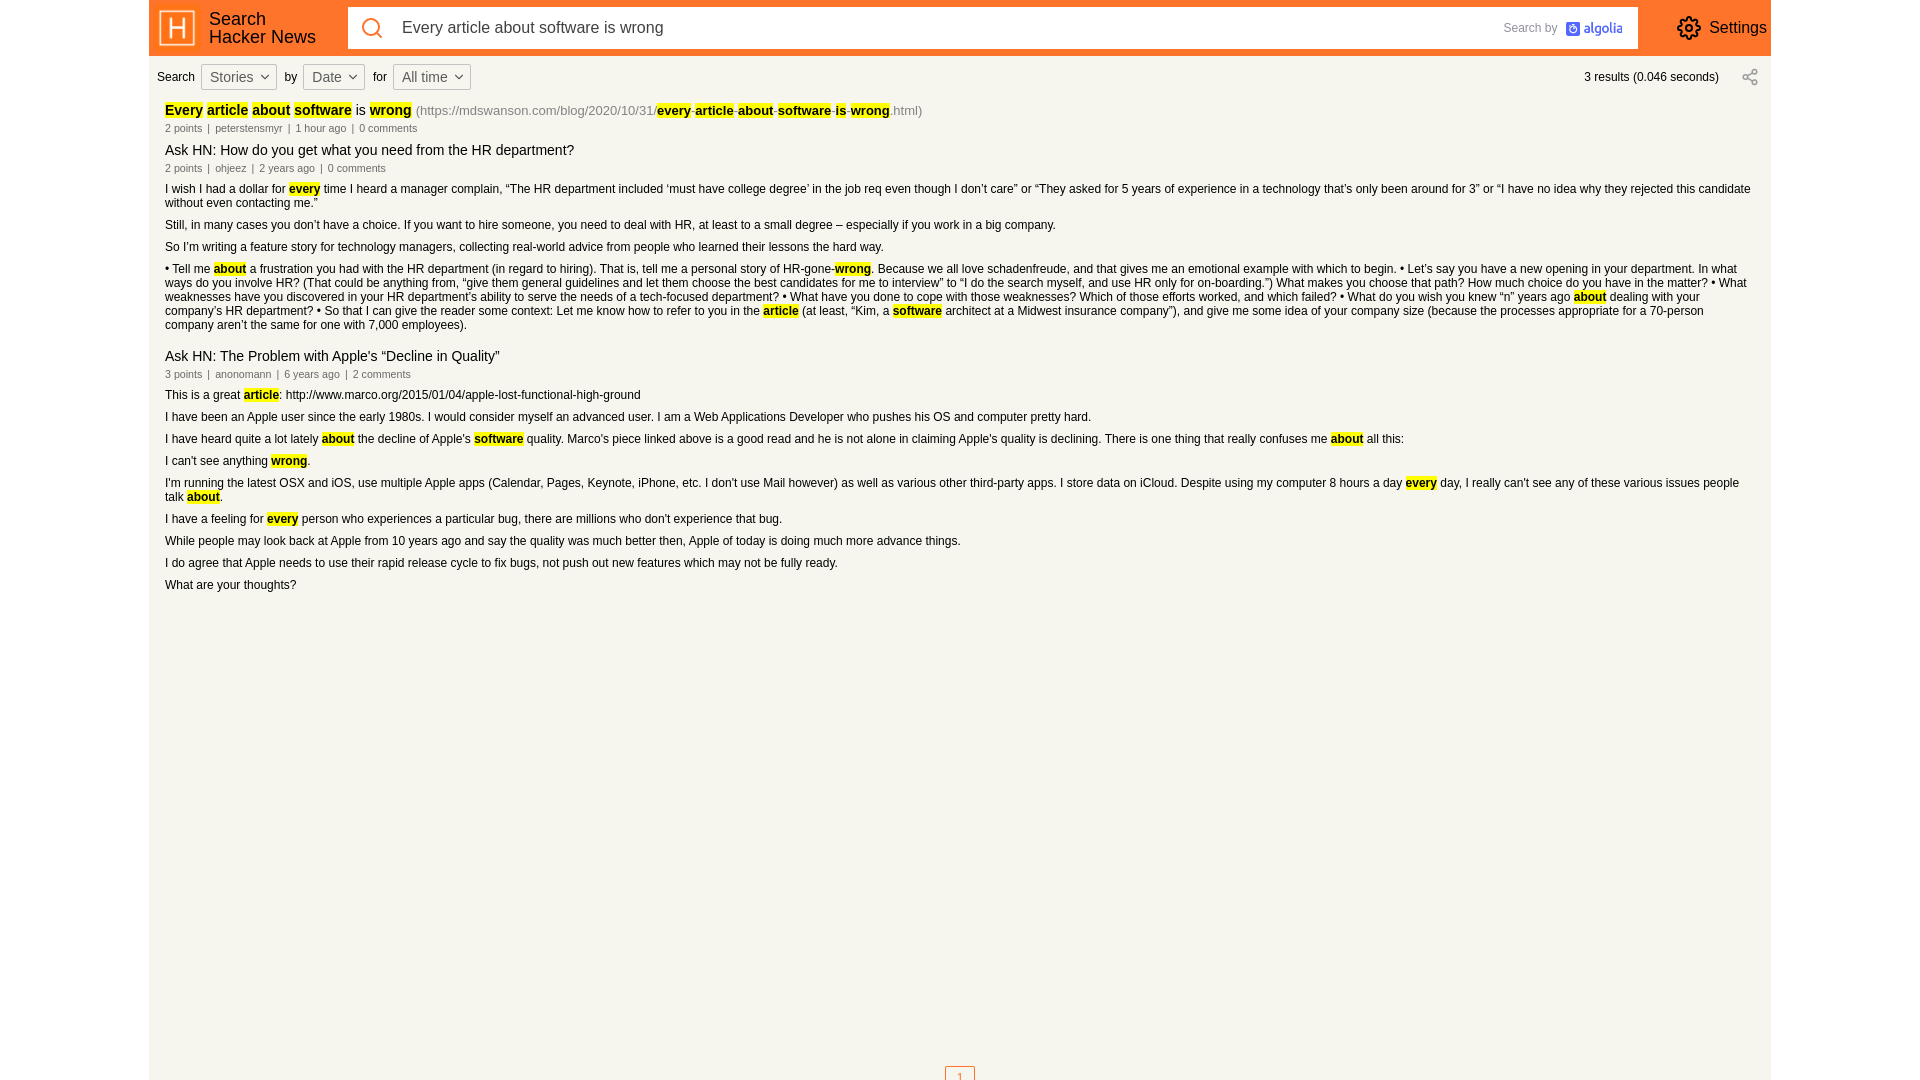 Search
Hacker News
Every article about software is wrong
Search by algolia
Settings
Search Stories by Date for All time
3 results (0.046 seconds)
Every article about software is wrong (https://mdswanson.com/blog/2020/10/31/every-article-about-software-is-wrong.html)
2 points | peterstensmyr | 1 hour ago | 0 comments
Ask HN: How do you get what you need from the HR department?
2 points | ohjeez | 2 years ago | 0 comments
I wish I had a dollar for every time I heard a manager complain, “The HR department included ‘must have college degree’ in the job req even though I don’t care” or “They asked for 5 years of experience in a technology that’s only been around for 3” or “I have no idea why they rejected this candidate
without even contacting me.”
Still, in many cases you don’t have a choice. If you want to hire someone, you need to deal with HR, at least to a small degree – especially if you work in a big company.
So I’m writing a feature story for technology managers, collecting real-world advice from people who learned their lessons the hard way.
• Tell me about a frustration you had with the HR department (in regard to hiring). That is, tell me a personal story of HR-gone-wrong. Because we all love schadenfreude, and that gives me an emotional example with which to begin. • Let’s say you have a new opening in your department. In what
ways do you involve HR? (That could be anything from, “give them general guidelines and let them choose the best candidates for me to interview” to “I do the search myself, and use HR only for on-boarding.”) What makes you choose that path? How much choice do you have in the matter? • What
weaknesses have you discovered in your HR department’s ability to serve the needs of a tech-focused department? • What have you done to cope with those weaknesses? Which of those efforts worked, and which failed? • What do you wish you knew “n” years ago about dealing with your
company’s HR department? • So that I can give the reader some context: Let me know how to refer to you in the article (at least, “Kim, a software architect at a Midwest insurance company”), and give me some idea of your company size (because the processes appropriate for a 70-person
company aren’t the same for one with 7,000 employees).
Ask HN: The Problem with Apple's “Decline in Quality”
3 points | anonomann | 6 years ago | 2 comments
This is a great article: http://www.marco.org/2015/01/04/apple-lost-functional-high-ground
I have been an Apple user since the early 1980s. I would consider myself an advanced user. I am a Web Applications Developer who pushes his OS and computer pretty hard.
I have heard quite a lot lately about the decline of Apple's software quality. Marco's piece linked above is a good read and he is not alone in claiming Apple's quality is declining. There is one thing that really confuses me about all this:
I can't see anything wrong.
I'm running the latest OSX and iOS, use multiple Apple apps (Calendar, Pages, Keynote, iPhone, etc. I don't use Mail however) as well as various other third-party apps. I store data on iCloud. Despite using my computer 8 hours a day every day, I really can't see any of these various issues people
talk about.
I have a feeling for every person who experiences a particular bug, there are millions who don't experience that bug.
While people may look back at Apple from 10 years ago and say the quality was much better then, Apple of today is doing much more advance things.
I do agree that Apple needs to use their rapid release cycle to fix bugs, not push out new features which may not be fully ready.
What are your thoughts?
1